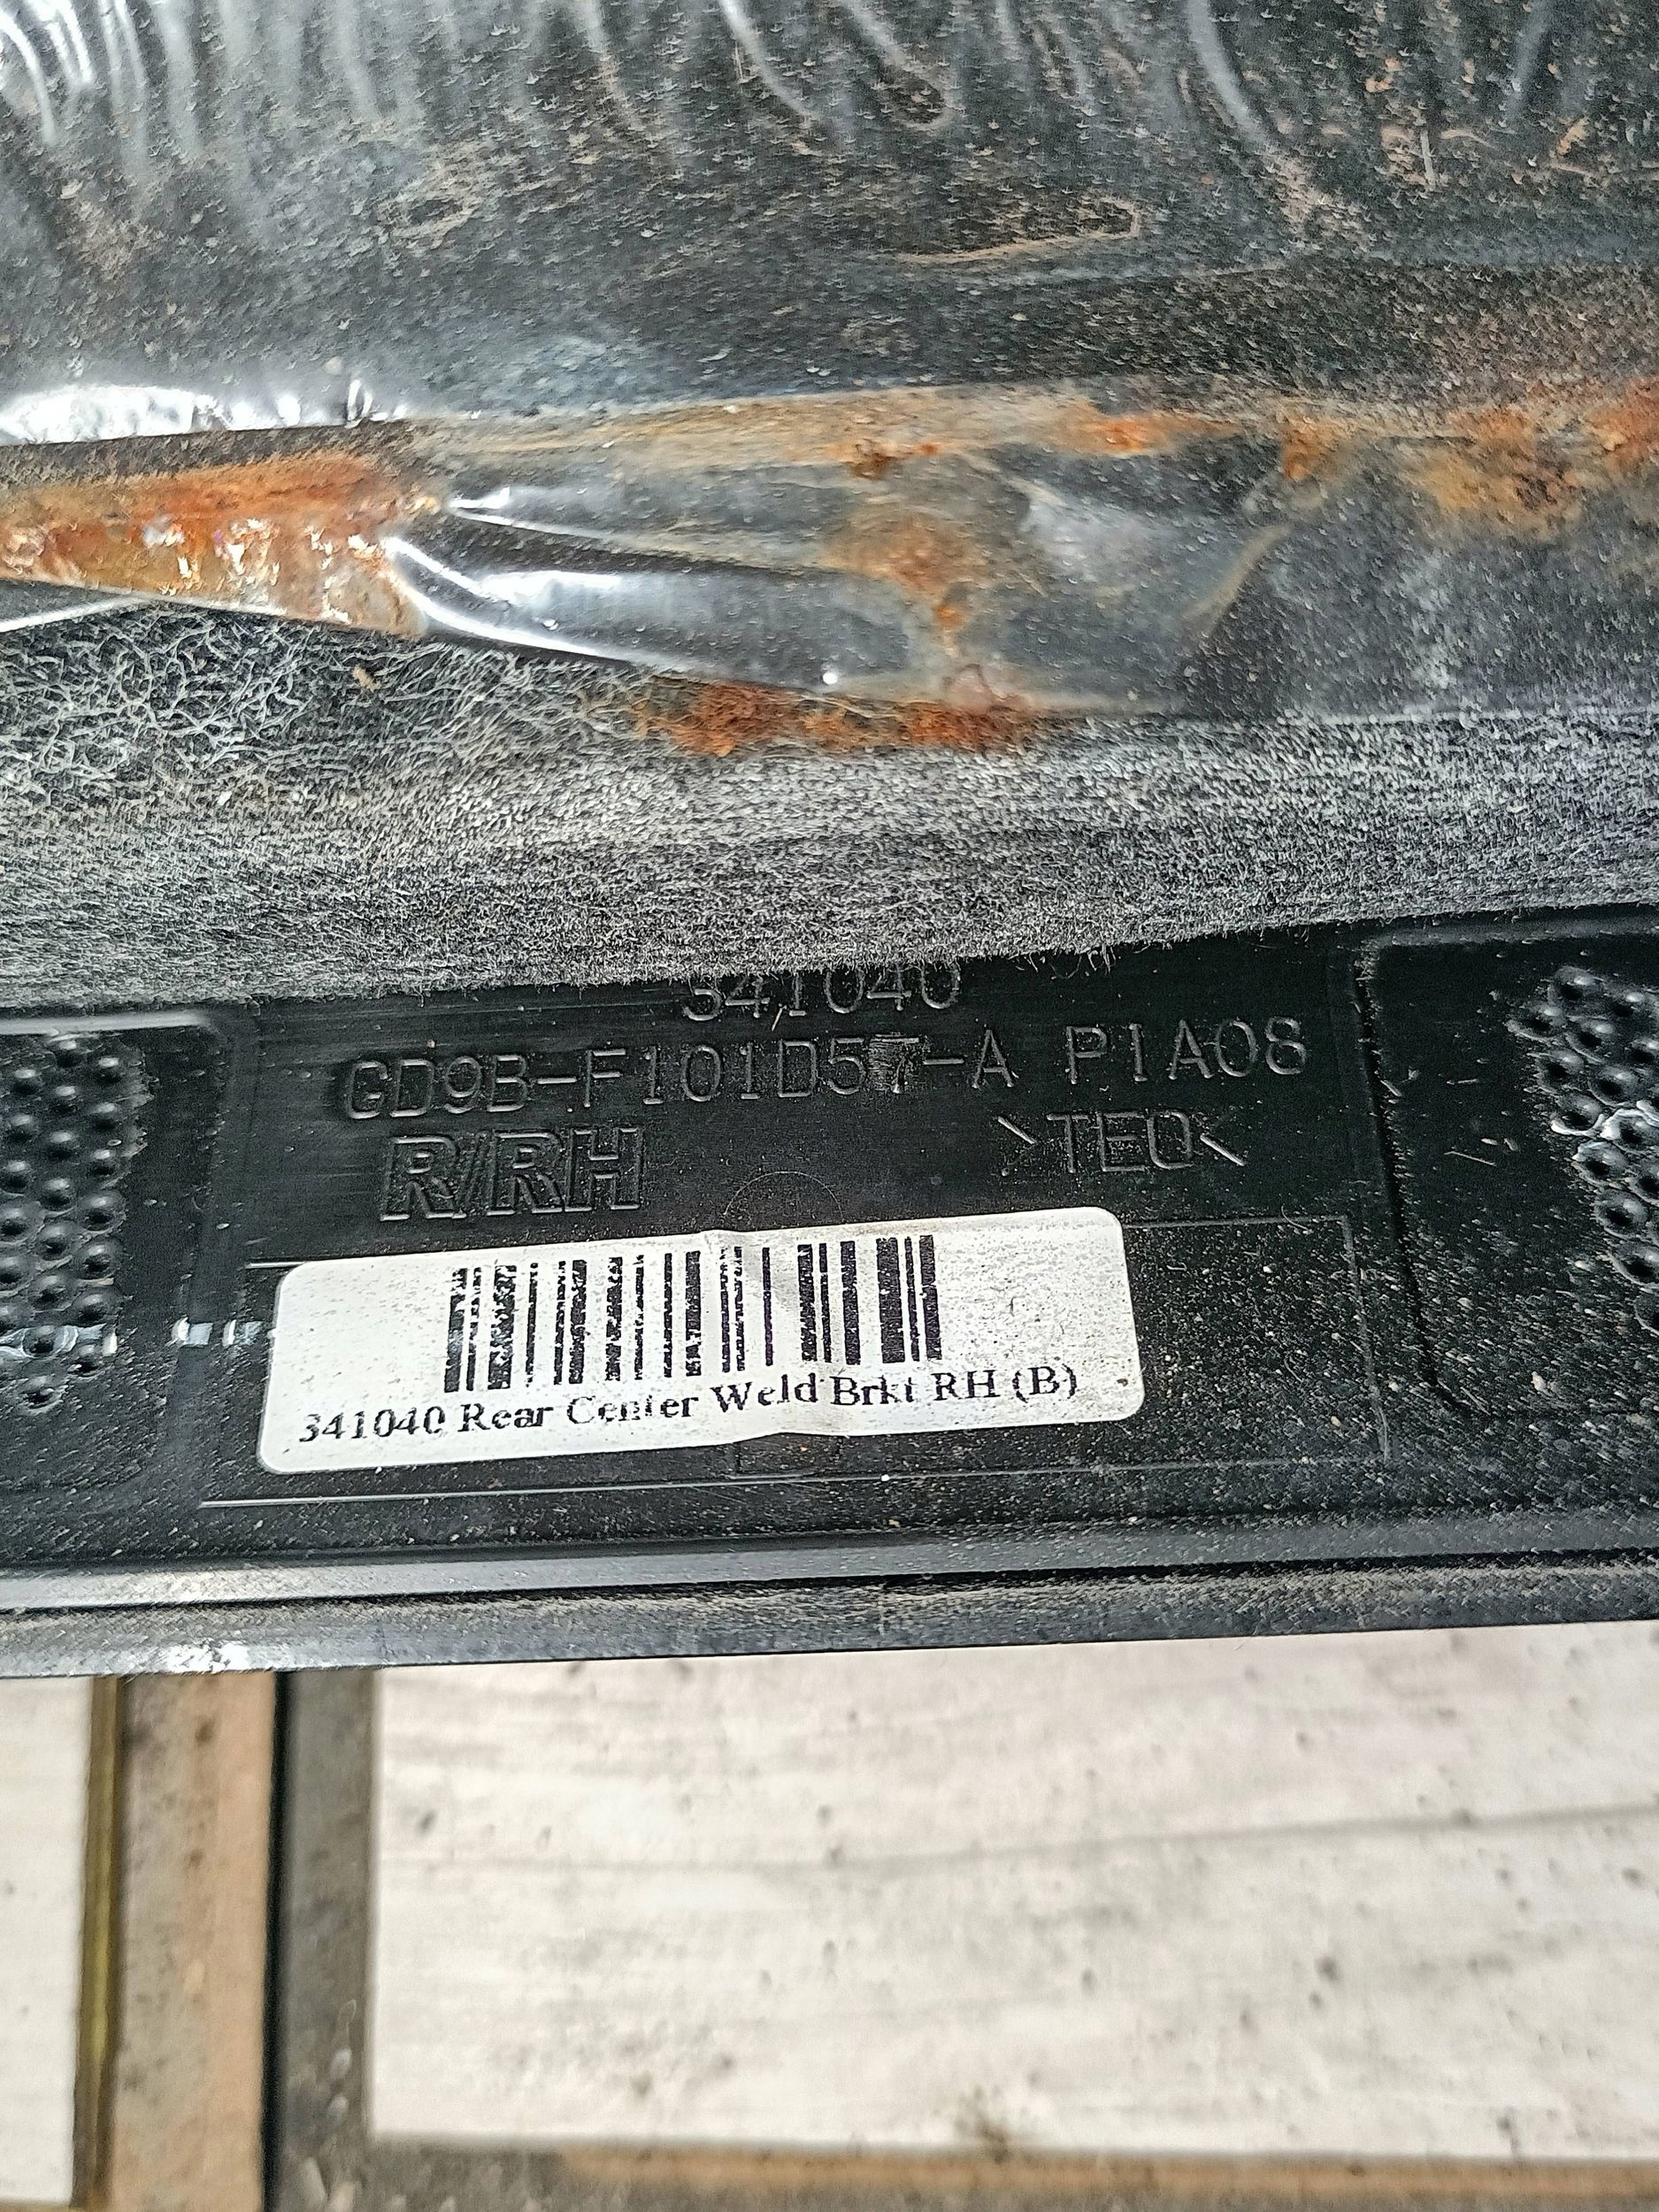 341040
GD9B-F101D57-A P1A08
R/RH >TEO<
341040 Rear Center Weld Brkt RH (B)